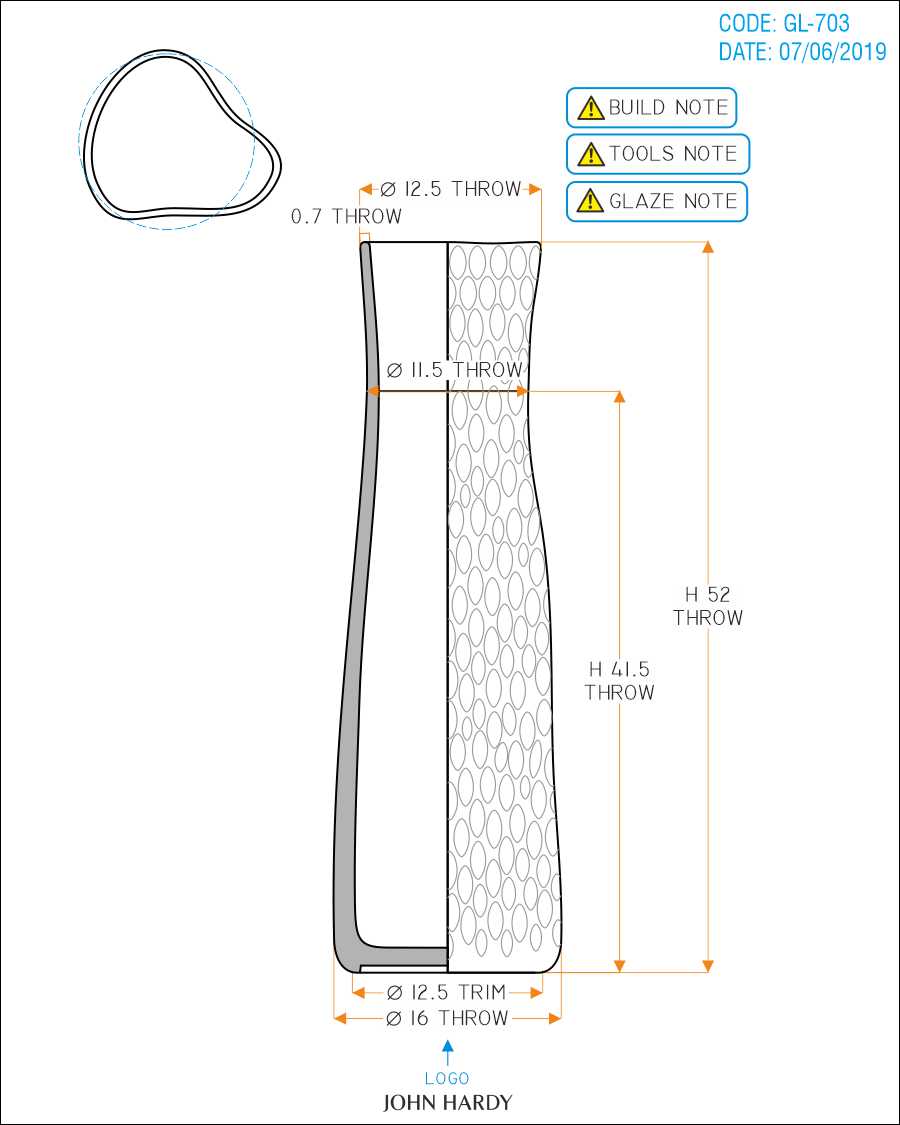 CODE: GL-703
DATE: 07/06/2019
BUILD NOTE
TOOLS NOTE
GLAZE NOTE
Ø 12.5 THROW
0.7 THROW
Ø 11.5 THROW
H 52
THROW
H 41.5
THROW
Ø 12.5 TRIM
Ø 16 THROW
LOGO
JOHN HARDY